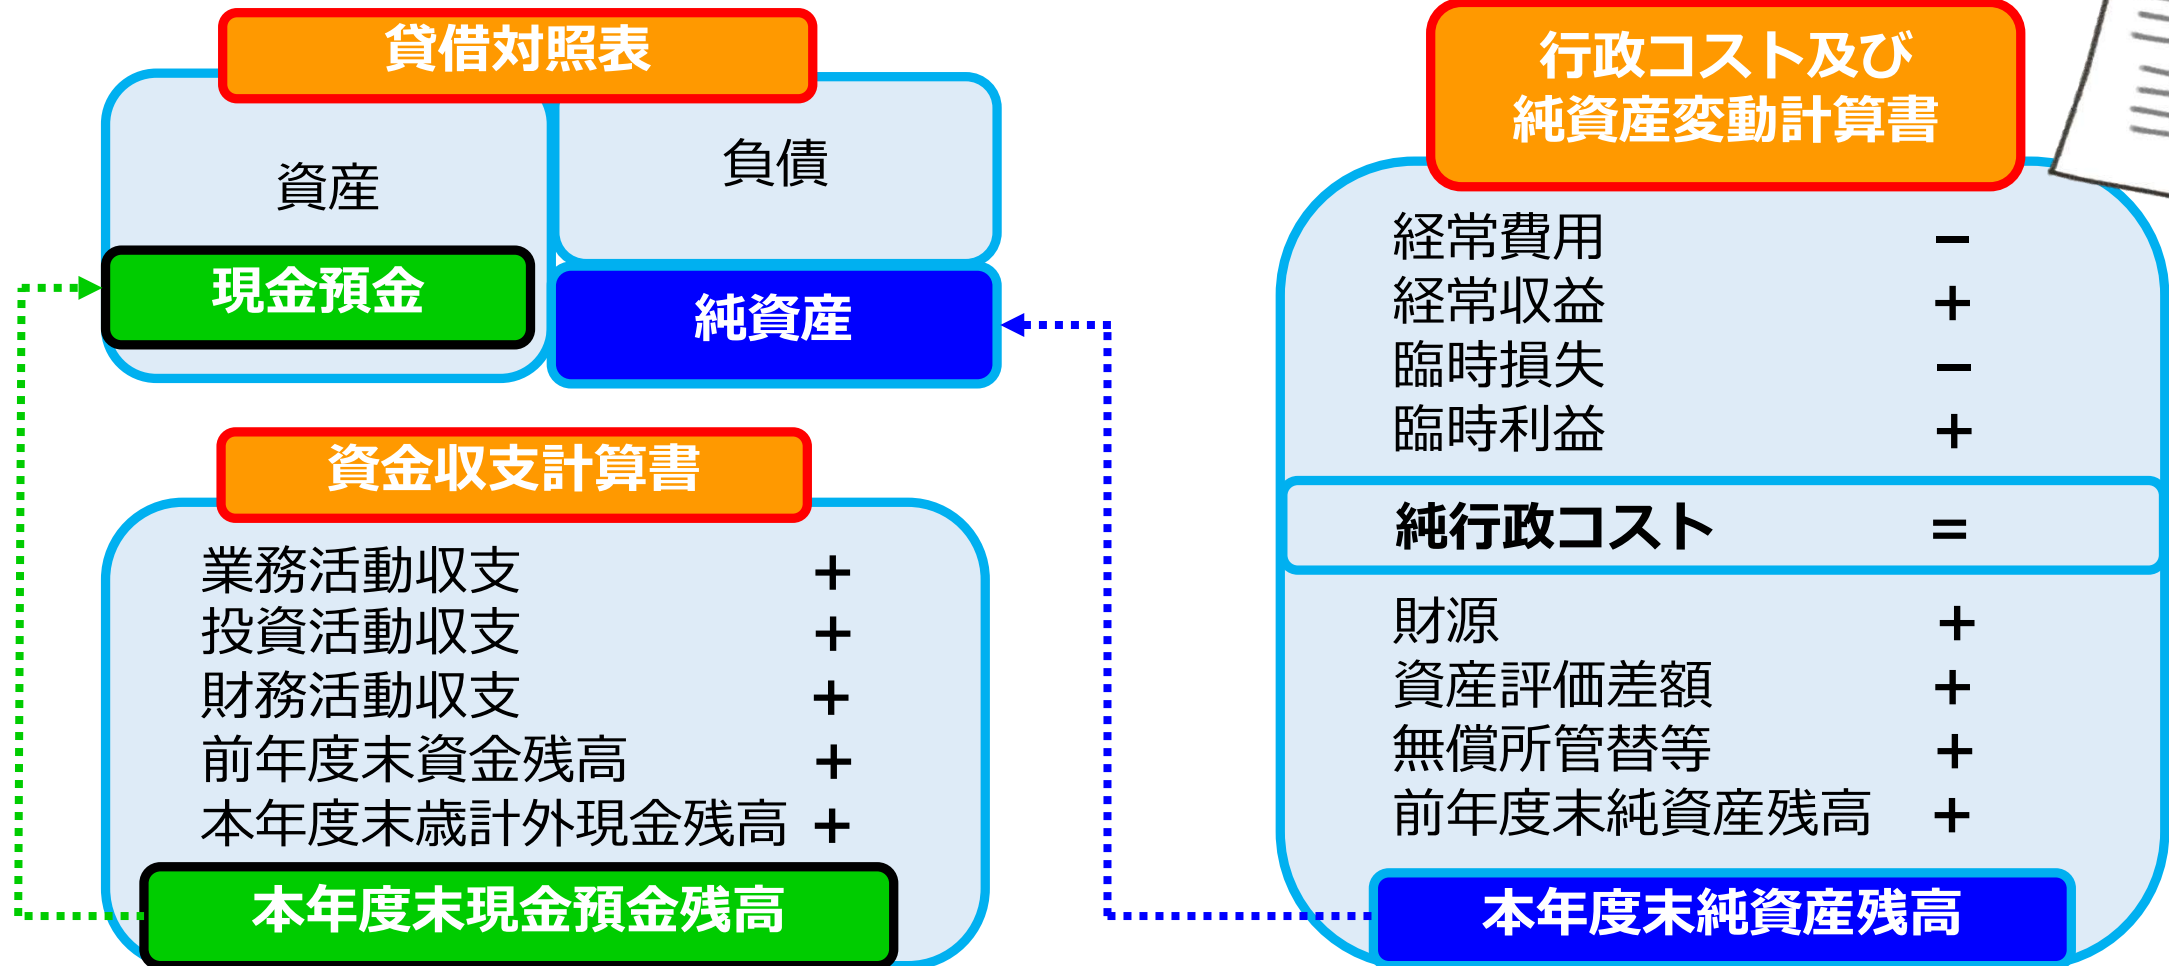 貸借対照表
資産
負債
現金預金
純資産
資金収支計算書
業務活動収支 +
投資活動収支 +
財務活動収支 +
前年度末資金残高 +
本年度末歳計外現金残高 +
本年度末現金預金残高
行政コスト及び
純資産変動計算書
経常費用 −
経常収益 +
臨時損失 −
臨時利益 +
純行政コスト =
財源 +
資産評価差額 +
無償所管替等 +
前年度末純資産残高 +
本年度末純資産残高